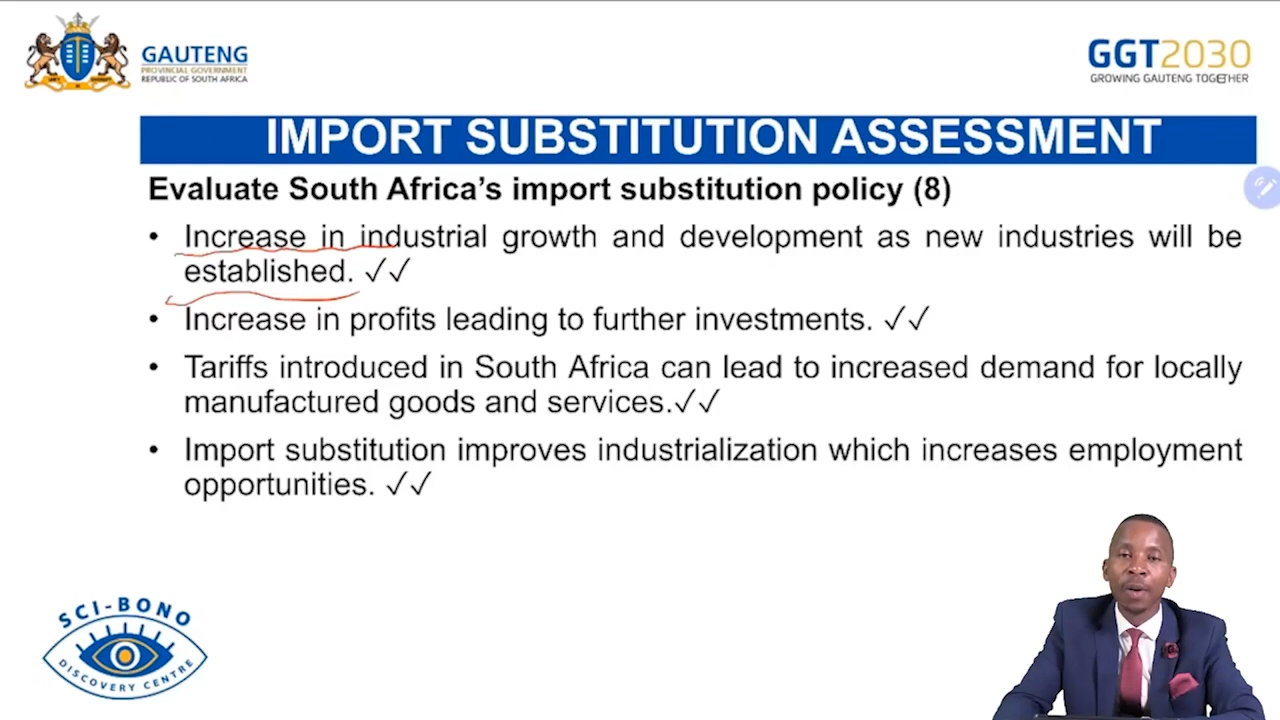 GAUTENG
PROVINCIAL GOVERNMENT
REPUBLIC OF SOUTH AFRICA
GGT2030
GROWING GAUTENG TOGETHER
IMPORT SUBSTITUTION ASSESSMENT
Evaluate South Africa’s import substitution policy (8)
• Increase in industrial growth and development as new industries will be
established. ✓✓
• Increase in profits leading to further investments. ✓✓
• Tariffs introduced in South Africa can lead to increased demand for locally
manufactured goods and services.✓✓
• Import substitution improves industrialization which increases employment
opportunities. ✓✓
SCI-BONO
DISCOVERY CENTRE